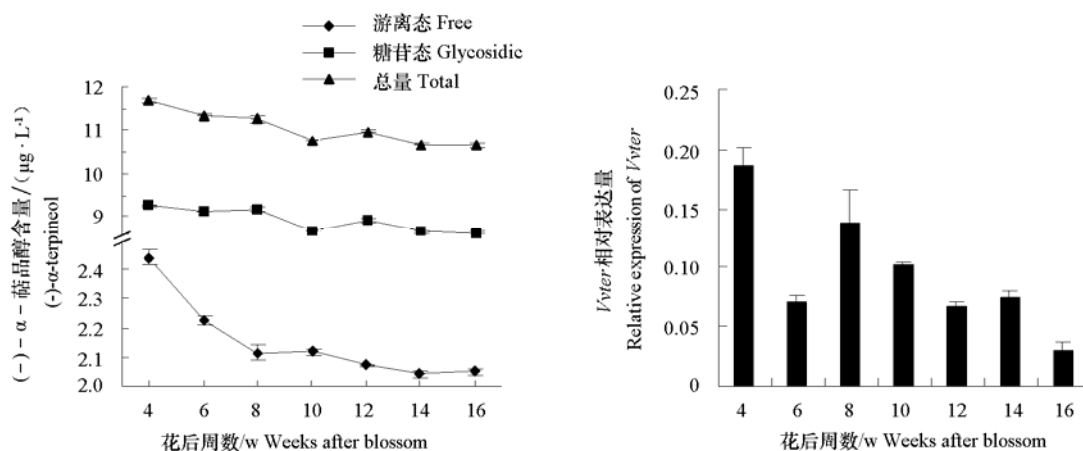 游离态 Free
糖苷态 Glycosidic
总量 Total
(-)-α-萜品醇含量/(μg·L⁻¹)
(-)-α-terpineol
12
11
10
9
2.4
2.3
2.2
2.1
2.0
4 6 8 10 12 14 16
花后周数/w Weeks after blossom
Vvter相对表达量
Relative expression of Vvter
0.25
0.20
0.15
0.10
0.05
0
4 6 8 10 12 14 16
花后周数/w Weeks after blossom